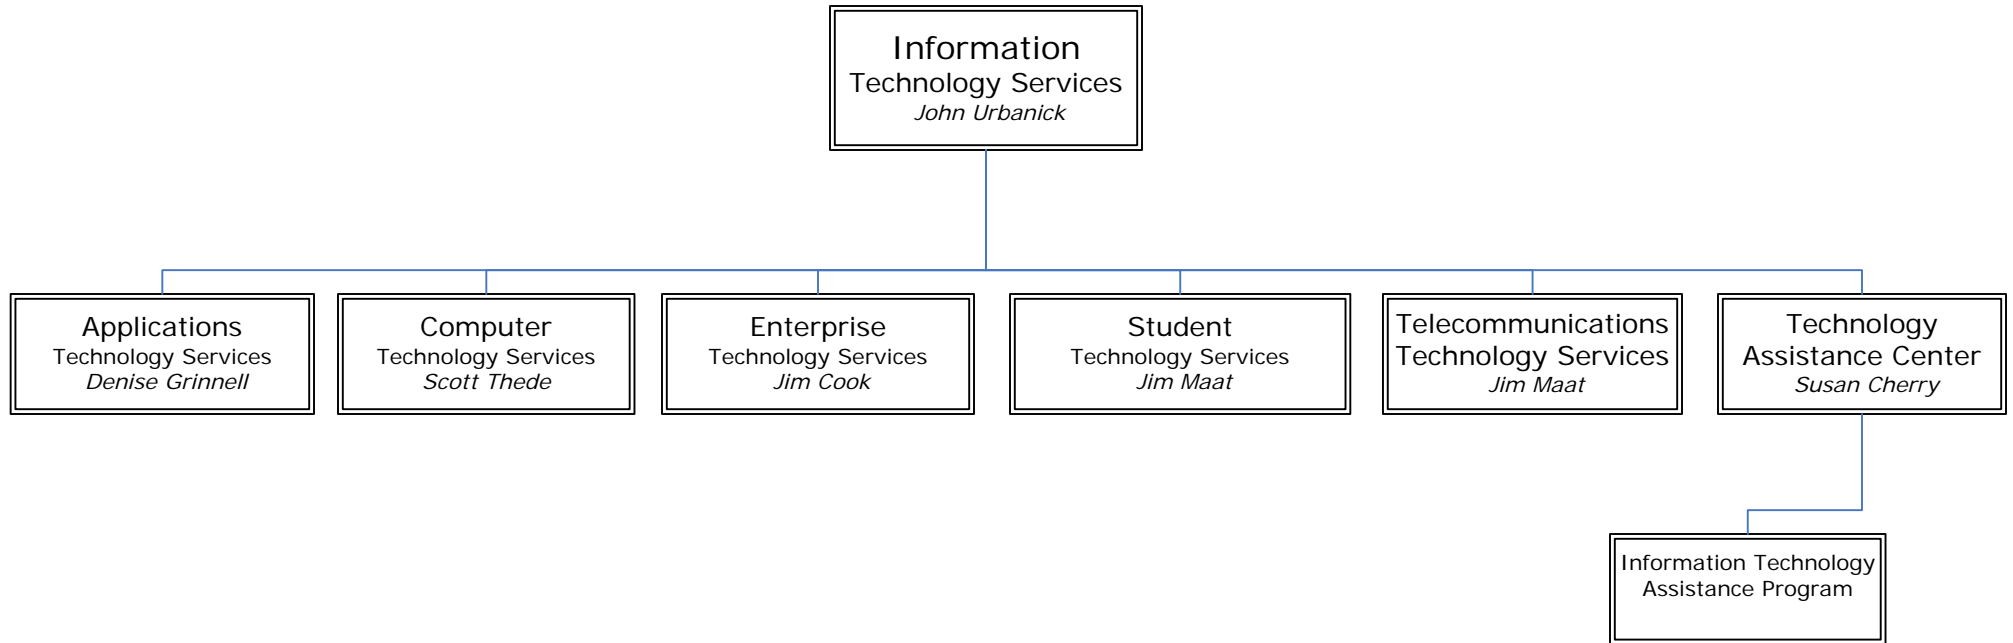 Information
Technology Services
John Urbanick
Applications
Technology Services
Denise Grinnell
Computer
Technology Services
Scott Thede
Enterprise
Technology Services
Jim Cook
Student
Technology Services
Jim Maat
Telecommunications
Technology Services
Jim Maat
Technology
Assistance Center
Susan Cherry
Information Technology
Assistance Program